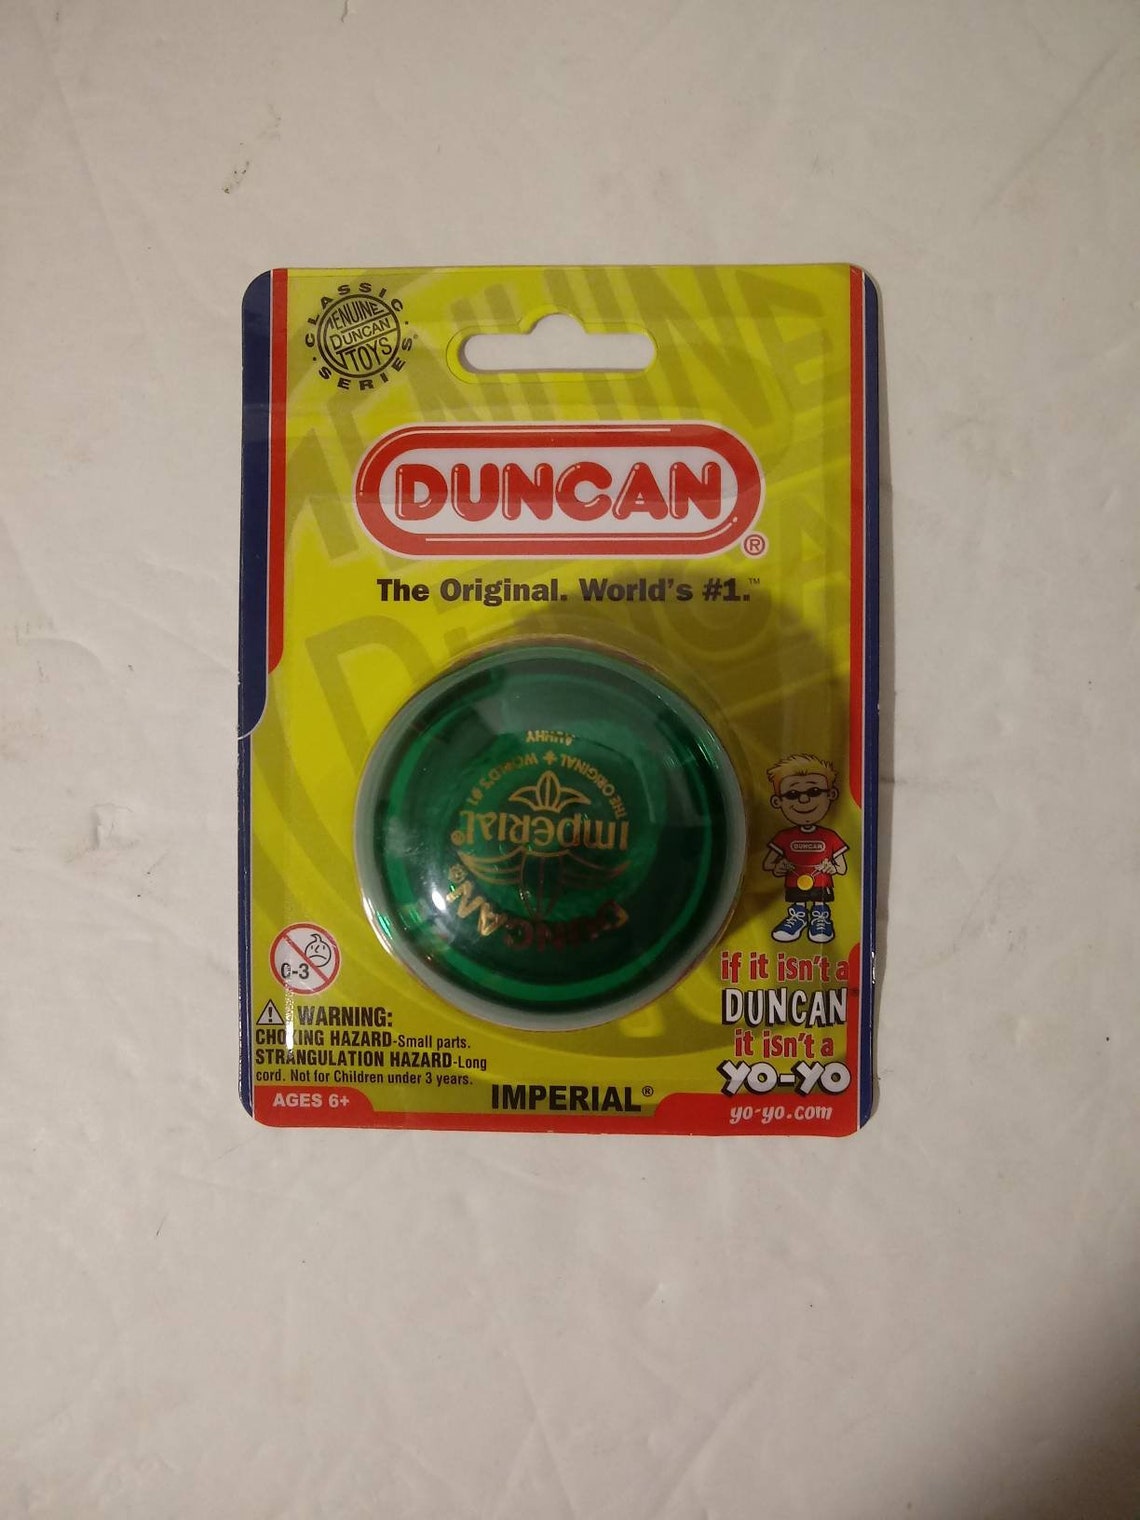 CLASSIC
GENUINE
DUNCAN
TOYS
SERIES®
DUNCAN®
The Original. World's #1.™
THE ORIGINAL + WORLD'S #1
IMPERIAL®
DUNCAN®
DUNCAN
0-3
WARNING:
CHOKING HAZARD-Small parts.
STRANGULATION HAZARD-Long
cord. Not for Children under 3 years.
AGES 6+
IMPERIAL®
if it isn't a
DUNCAN
it isn't a
YO-YO
yo-yo.com